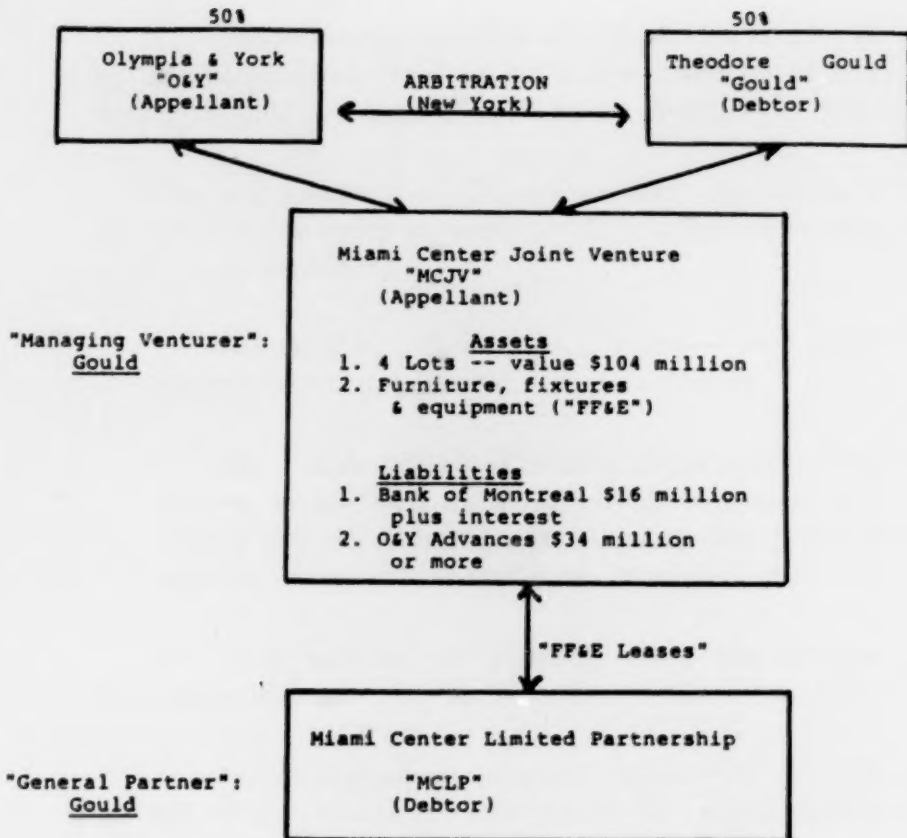 50%
50%
Olympia & York
"O&Y"
(Appellant)
ARBITRATION
(New York)
Theodore Gould
"Gould"
(Debtor)
Miami Center Joint Venture
"MCJV"
(Appellant)
"Managing Venturer":
Gould
Assets
1. 4 Lots -- value $104 million
2. Furniture, fixtures
& equipment ("FF&E")
Liabilities
1. Bank of Montreal $16 million
plus interest
2. O&Y Advances $34 million
or more
"FF&E Leases"
Miami Center Limited Partnership
"General Partner":
Gould
"MCLP"
(Debtor)